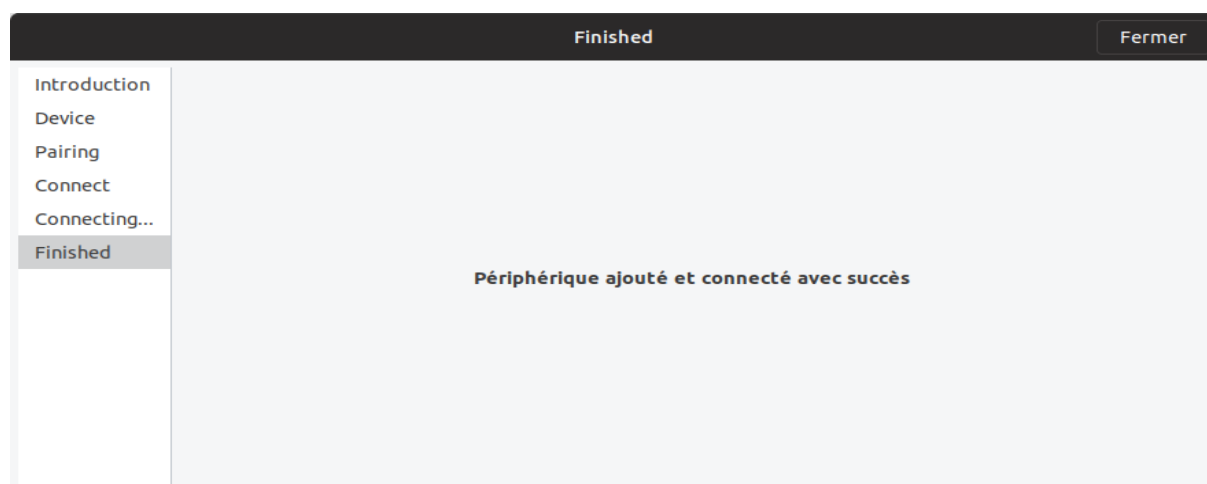 Finished
Fermer
Introduction
Device
Pairing
Connect
Connecting...
Finished
Périphérique ajouté et connecté avec succès